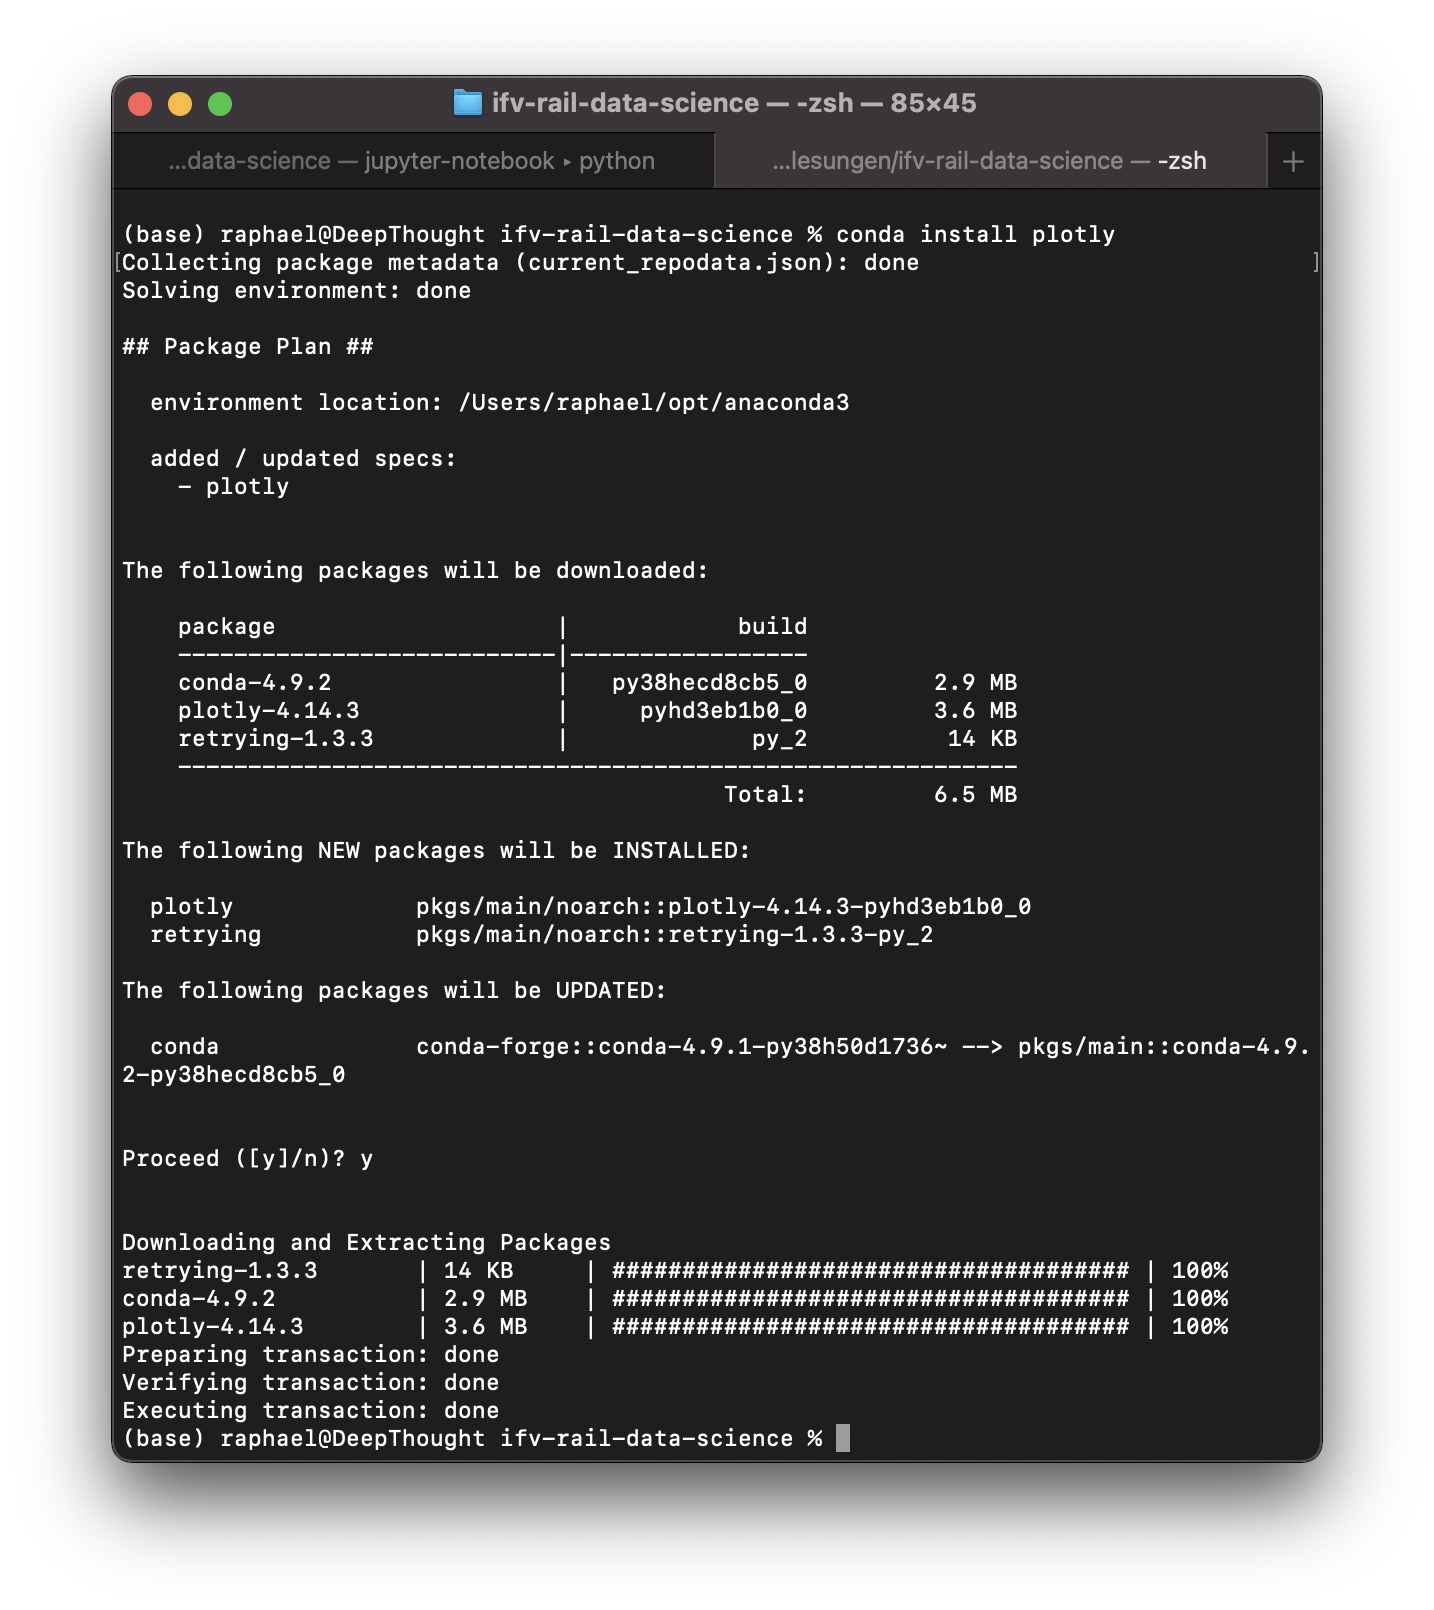 ifv-rail-data-science — -zsh — 85×45
...data-science — jupyter-notebook ▸ python
...lesungen/ifv-rail-data-science — -zsh
+
(base) raphael@DeepThought ifv-rail-data-science % conda install plotly
[Collecting package metadata (current_repodata.json): done ]
Solving environment: done
## Package Plan ##
  environment location: /Users/raphael/opt/anaconda3
  added / updated specs:
    - plotly
The following packages will be downloaded:
    package                    |            build
    ---------------------------|-----------------
    conda-4.9.2                |   py38hecd8cb5_0         2.9 MB
    plotly-4.14.3              |     pyhd3eb1b0_0         3.6 MB
    retrying-1.3.3             |             py_2          14 KB
    ------------------------------------------------------------
                                           Total:         6.5 MB
The following NEW packages will be INSTALLED:
  plotly             pkgs/main/noarch::plotly-4.14.3-pyhd3eb1b0_0
  retrying           pkgs/main/noarch::retrying-1.3.3-py_2
The following packages will be UPDATED:
  conda              conda-forge::conda-4.9.1-py38h50d1736~ --> pkgs/main::conda-4.9.
2-py38hecd8cb5_0
Proceed ([y]/n)? y
Downloading and Extracting Packages
retrying-1.3.3       | 14 KB     | ##################################### | 100%
conda-4.9.2          | 2.9 MB    | ##################################### | 100%
plotly-4.14.3        | 3.6 MB    | ##################################### | 100%
Preparing transaction: done
Verifying transaction: done
Executing transaction: done
(base) raphael@DeepThought ifv-rail-data-science %